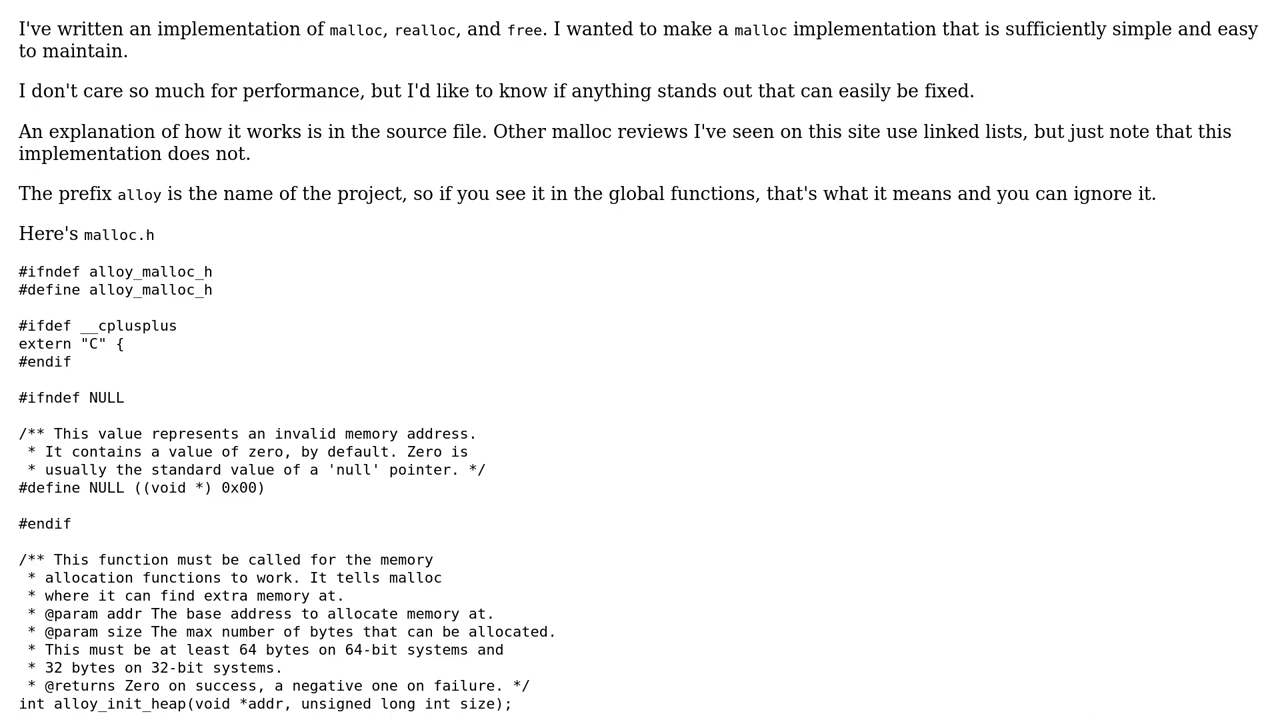 I've written an implementation of malloc, realloc, and free. I wanted to make a malloc implementation that is sufficiently simple and easy
to maintain.
I don't care so much for performance, but I'd like to know if anything stands out that can easily be fixed.
An explanation of how it works is in the source file. Other malloc reviews I've seen on this site use linked lists, but just note that this
implementation does not.
The prefix alloy is the name of the project, so if you see it in the global functions, that's what it means and you can ignore it.
Here's malloc.h
#ifndef alloy_malloc_h
#define alloy_malloc_h
#ifdef __cplusplus
extern "C" {
#endif
#ifndef NULL
/** This value represents an invalid memory address.
 * It contains a value of zero, by default. Zero is
 * usually the standard value of a 'null' pointer. */
#define NULL ((void *) 0x00)
#endif
/** This function must be called for the memory
 * allocation functions to work. It tells malloc
 * where it can find extra memory at.
 * @param addr The base address to allocate memory at.
 * @param size The max number of bytes that can be allocated.
 * This must be at least 64 bytes on 64-bit systems and
 * 32 bytes on 32-bit systems.
 * @returns Zero on success, a negative one on failure. */
int alloy_init_heap(void *addr, unsigned long int size);